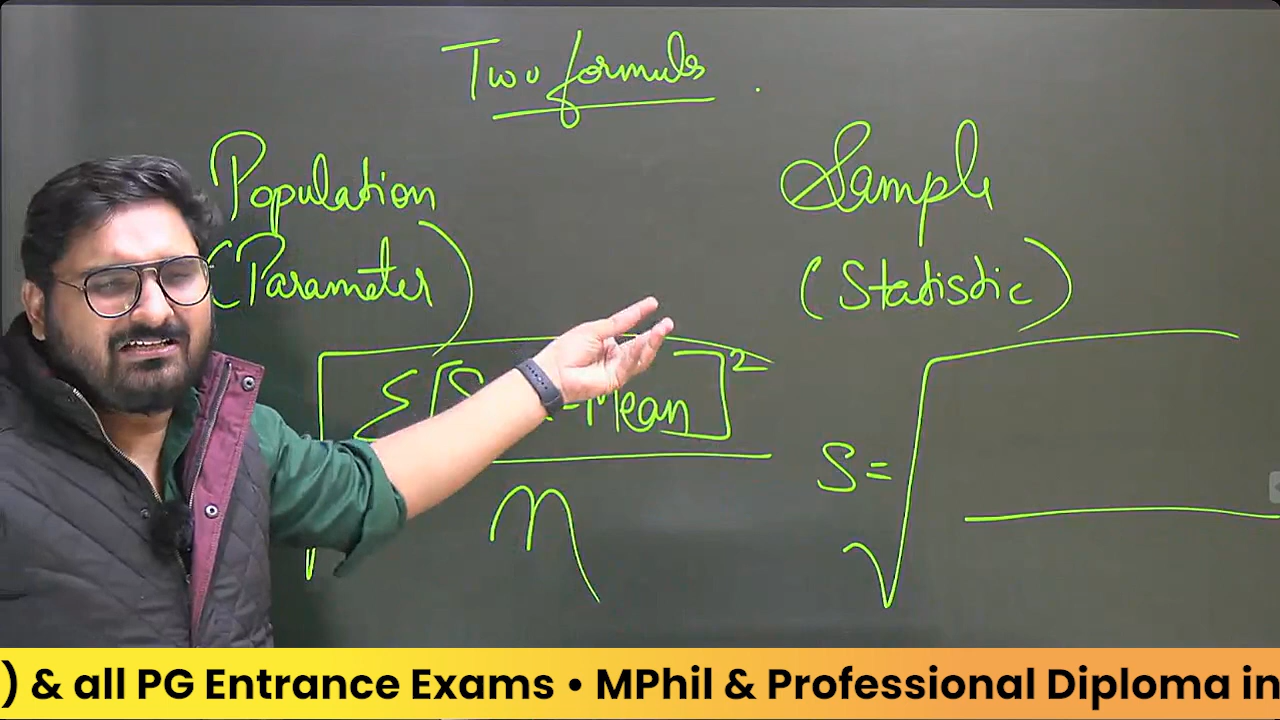 Two formula
Population
Sample
(Parameter)
(Statistic)
Σ[S -Mean]²
n
S=√
) & all PG Entrance Exams • MPhil & Professional Diploma in